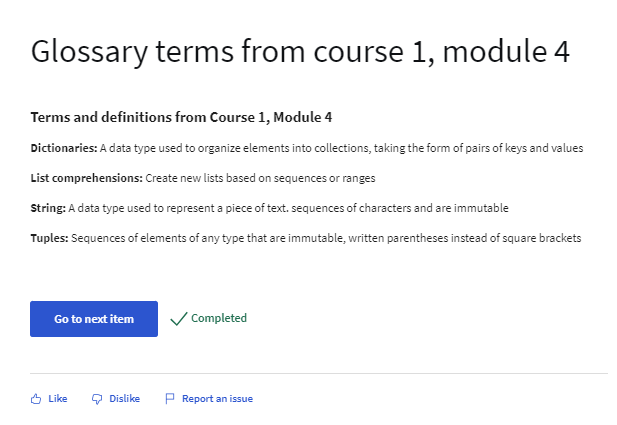 Glossary terms from course 1, module 4
Terms and definitions from Course 1, Module 4
Dictionaries: A data type used to organize elements into collections, taking the form of pairs of keys and values
List comprehensions: Create new lists based on sequences or ranges
String: A data type used to represent a piece of text. sequences of characters and are immutable
Tuples: Sequences of elements of any type that are immutable, written parentheses instead of square brackets
Go to next item
Completed
Like
Dislike
Report an issue